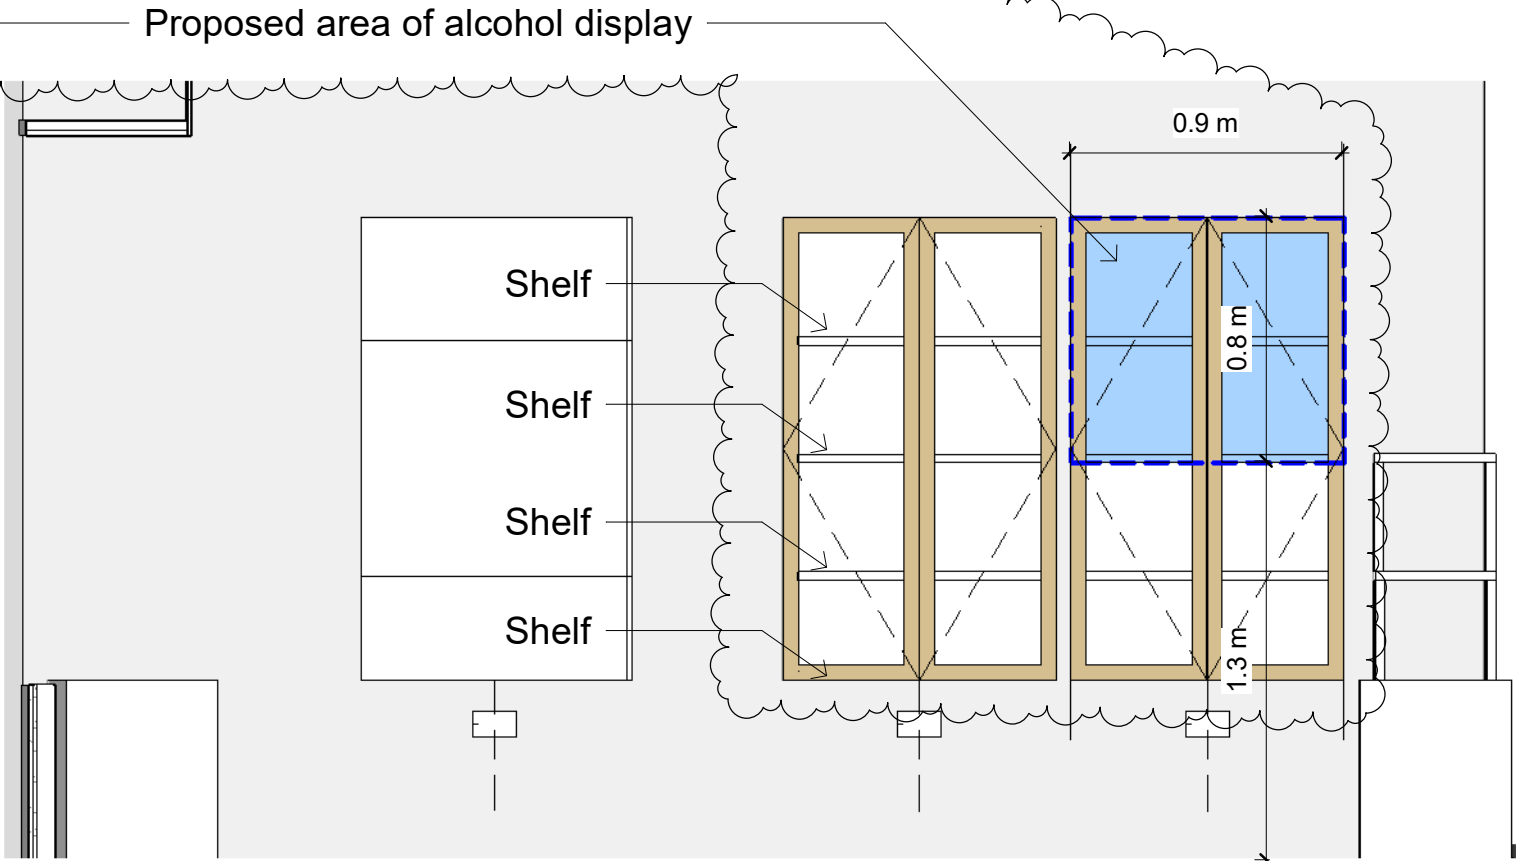 Proposed area of alcohol display
0.9 m
Shelf
0.8 m
Shelf
Shelf
Shelf
1.3 m